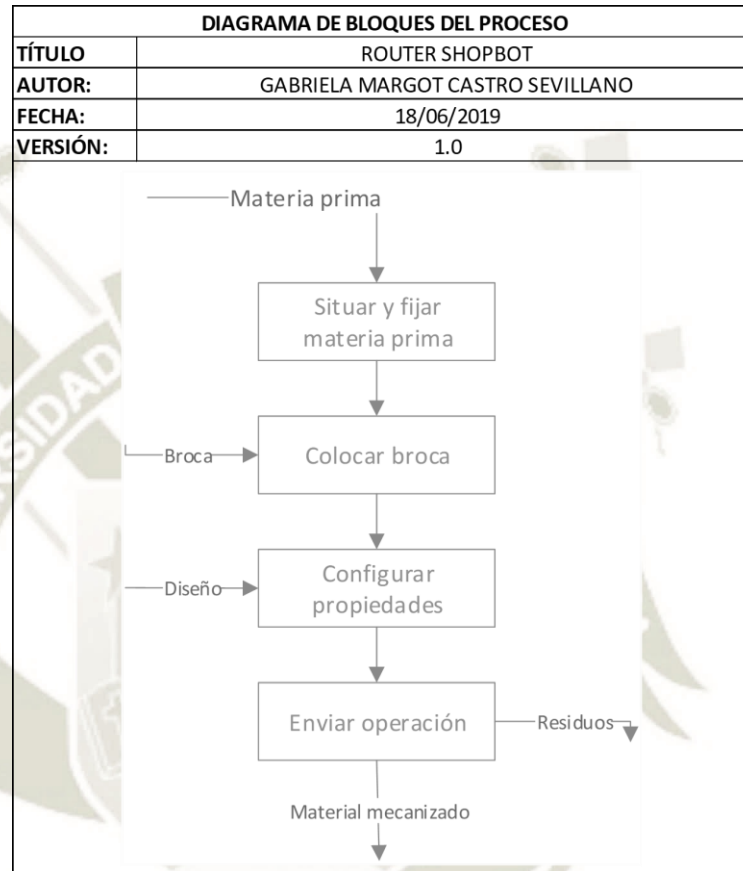 DIAGRAMA DE BLOQUES DEL PROCESO
TÍTULO ROUTER SHOPBOT
AUTOR: GABRIELA MARGOT CASTRO SEVILLANO
FECHA: 18/06/2019
VERSIÓN: 1.0
Materia prima
Situar y fijar
materia prima
Broca
Colocar broca
Diseño
Configurar
propiedades
Enviar operación
Residuos
Material mecanizado